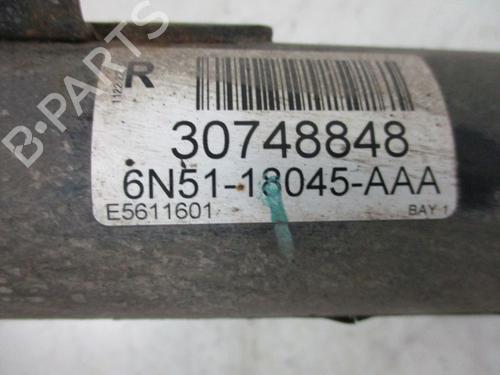 B-PARTS
R
30748848
6N51-18045-AAA
E5611601
BAY 1